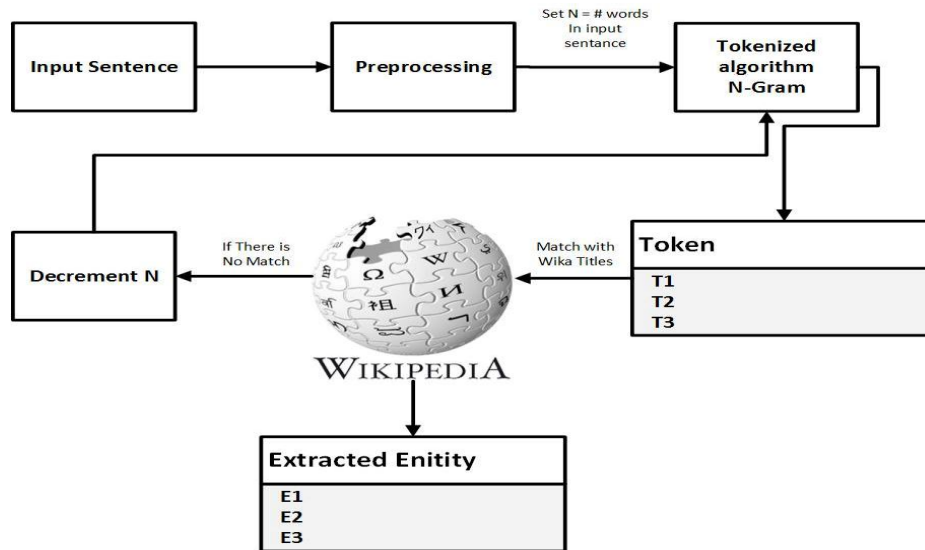 Input Sentence
Preprocessing
Set N = # words
In input
sentance
Tokenized
algorithm
N-Gram
Decrement N
If There is
No Match
Ω
W
И
祖
WIKIPEDIA
Match with
Wika Titles
Token
T1
T2
T3
Extracted Enitity
E1
E2
E3